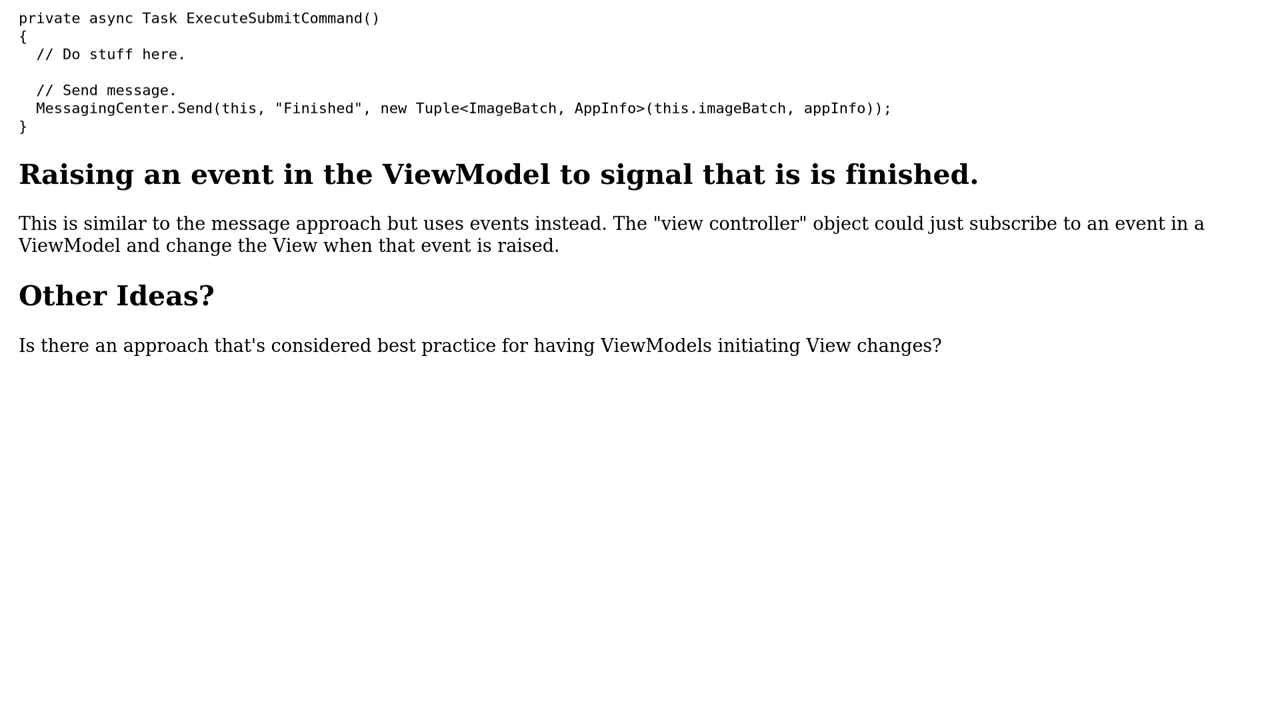 private async Task ExecuteSubmitCommand()
{
  // Do stuff here.

  // Send message.
  MessagingCenter.Send(this, "Finished", new Tuple<ImageBatch, AppInfo>(this.imageBatch, appInfo));
}
Raising an event in the ViewModel to signal that is is finished.
This is similar to the message approach but uses events instead. The "view controller" object could just subscribe to an event in a
ViewModel and change the View when that event is raised.
Other Ideas?
Is there an approach that's considered best practice for having ViewModels initiating View changes?